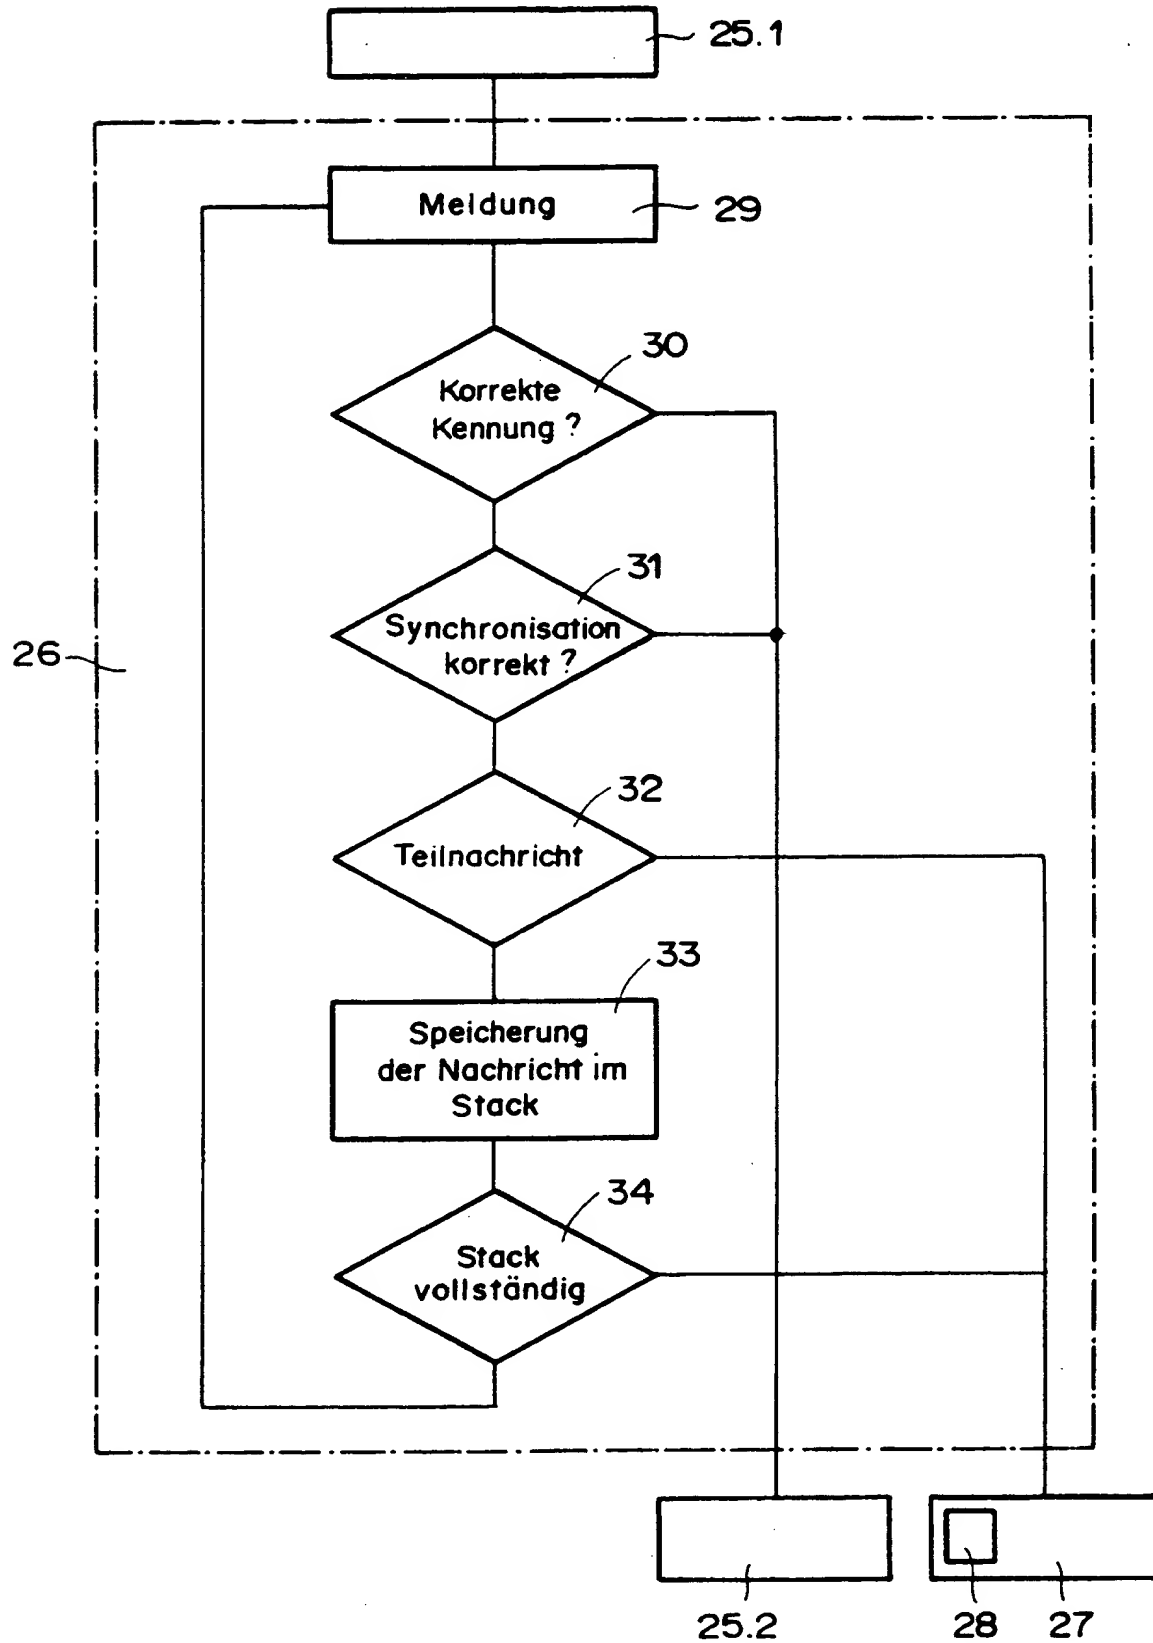 25.1
Meldung
29
30
Korrekte
Kennung ?
31
Synchronisation
korrekt ?
26
32
Teilnachricht
33
Speicherung
der Nachricht im
Stack
34
Stack
vollständig
25.2
28
27